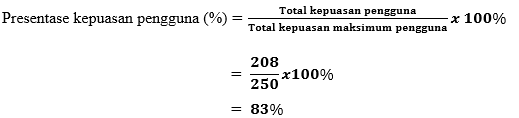 Presentase kepuasan pengguna (%) = Total kepuasan pengguna / Total kepuasan maksimum pengguna x 100%
= 208 / 250 x100%
= 83%